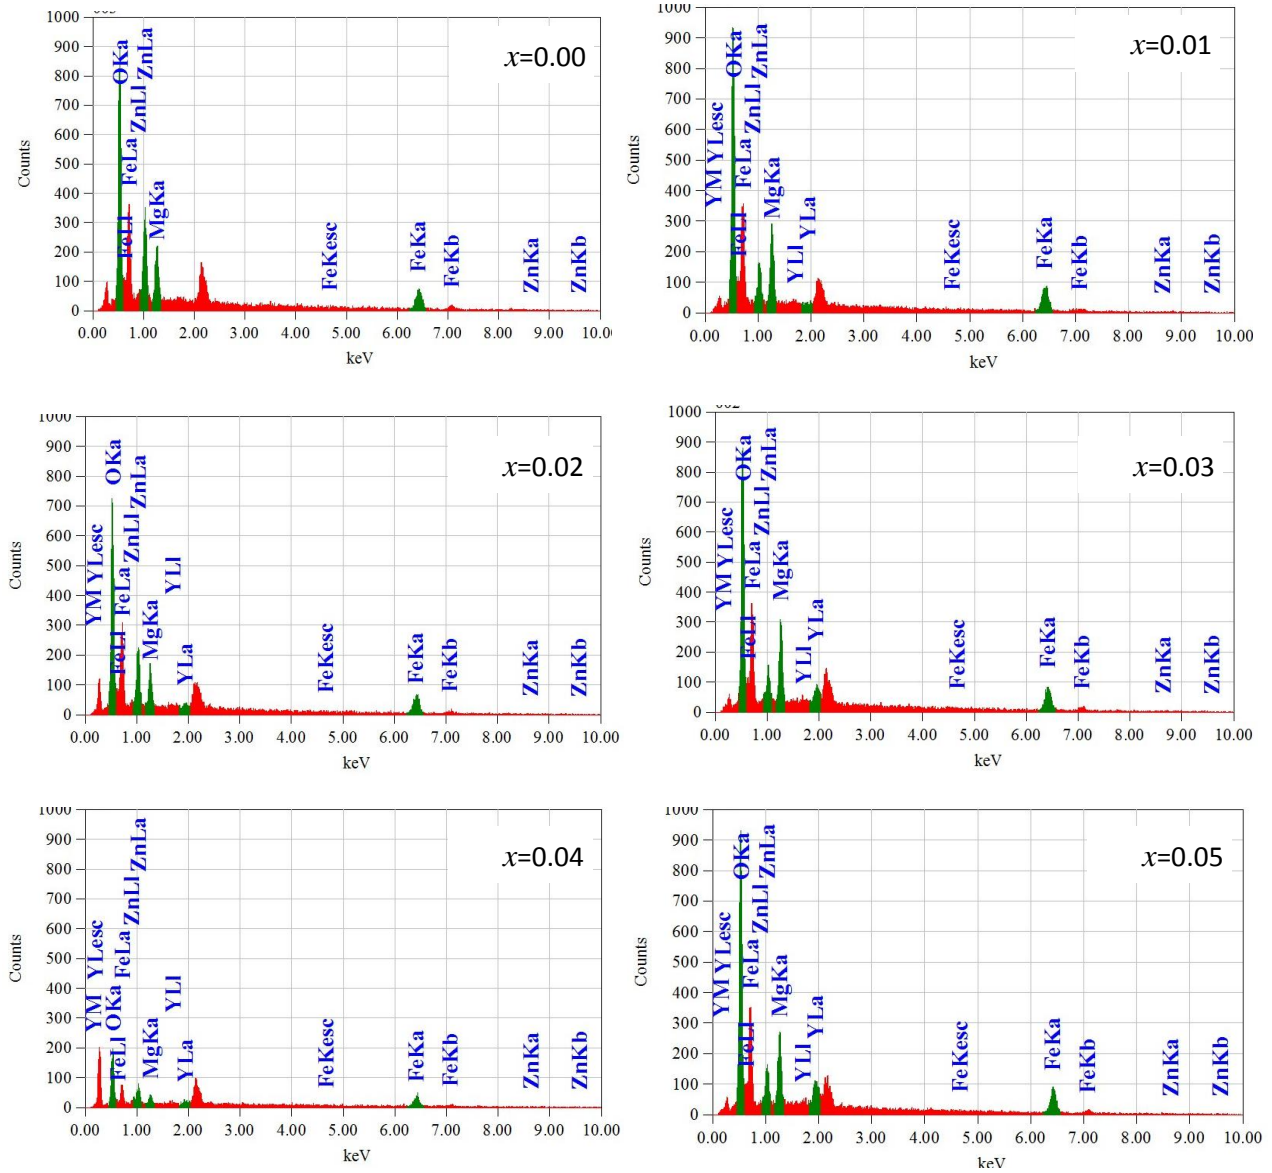 x=0.00
1000
900
800
700
600
500
400
300
200
100
0
Counts
OKa
ZnLa
ZnLl
FeLa
FeLl
MgKa
FeKesc
FeKa
FeKb
ZnKa
ZnKb
0.00 1.00 2.00 3.00 4.00 5.00 6.00 7.00 8.00 9.00 10.0
keV
x=0.01
1000
900
800
700
600
500
400
300
200
100
0
Counts
YM YLesc
OKa
ZnLa
ZnLl
FeLa
FeLl
MgKa
YLl
YLa
FeKesc
FeKa
FeKb
ZnKa
ZnKb
0.00 1.00 2.00 3.00 4.00 5.00 6.00 7.00 8.00 9.00 10.00
keV
x=0.02
1000
900
800
700
600
500
400
300
200
100
0
Counts
YM YLesc
OKa
ZnLa
ZnLl
FeLa
FeLl
MgKa
YLl
YLa
FeKesc
FeKa
FeKb
ZnKa
ZnKb
0.00 1.00 2.00 3.00 4.00 5.00 6.00 7.00 8.00 9.00 10.00
keV
x=0.03
1000
900
800
700
600
500
400
300
200
100
0
Counts
YM YLesc
OKa
ZnLa
ZnLl
FeLa
FeLl
MgKa
YLl
YLa
FeKesc
FeKa
FeKb
ZnKa
ZnKb
0.00 1.00 2.00 3.00 4.00 5.00 6.00 7.00 8.00 9.00 10.00
keV
x=0.04
1000
900
800
700
600
500
400
300
200
100
0
Counts
YM YLesc
OKa
ZnLa
ZnLl
FeLa
FeLl
MgKa
YLl
YLa
FeKesc
FeKa
FeKb
ZnKa
ZnKb
0.00 1.00 2.00 3.00 4.00 5.00 6.00 7.00 8.00 9.00 10.00
keV
x=0.05
1000
900
800
700
600
500
400
300
200
100
0
Counts
YM YLesc
OKa
ZnLa
ZnLl
FeLa
FeLl
MgKa
YLl
YLa
FeKesc
FeKa
FeKb
ZnKa
ZnKb
0.00 1.00 2.00 3.00 4.00 5.00 6.00 7.00 8.00 9.00 10.00
keV